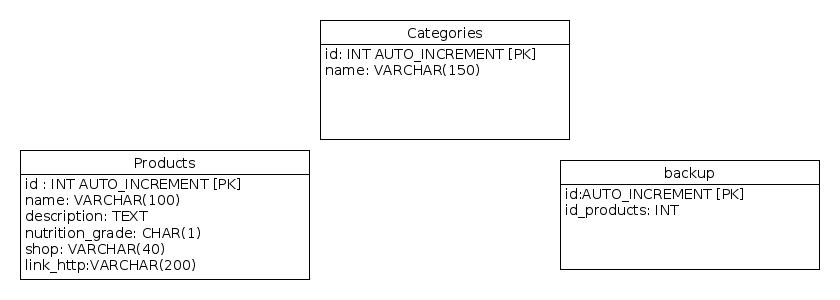 Categories
id: INT AUTO_INCREMENT [PK]
name: VARCHAR(150)
Products
id : INT AUTO_INCREMENT [PK]
name: VARCHAR(100)
description: TEXT
nutrition_grade: CHAR(1)
shop: VARCHAR(40)
link_http:VARCHAR(200)
backup
id:AUTO_INCREMENT [PK]
id_products: INT